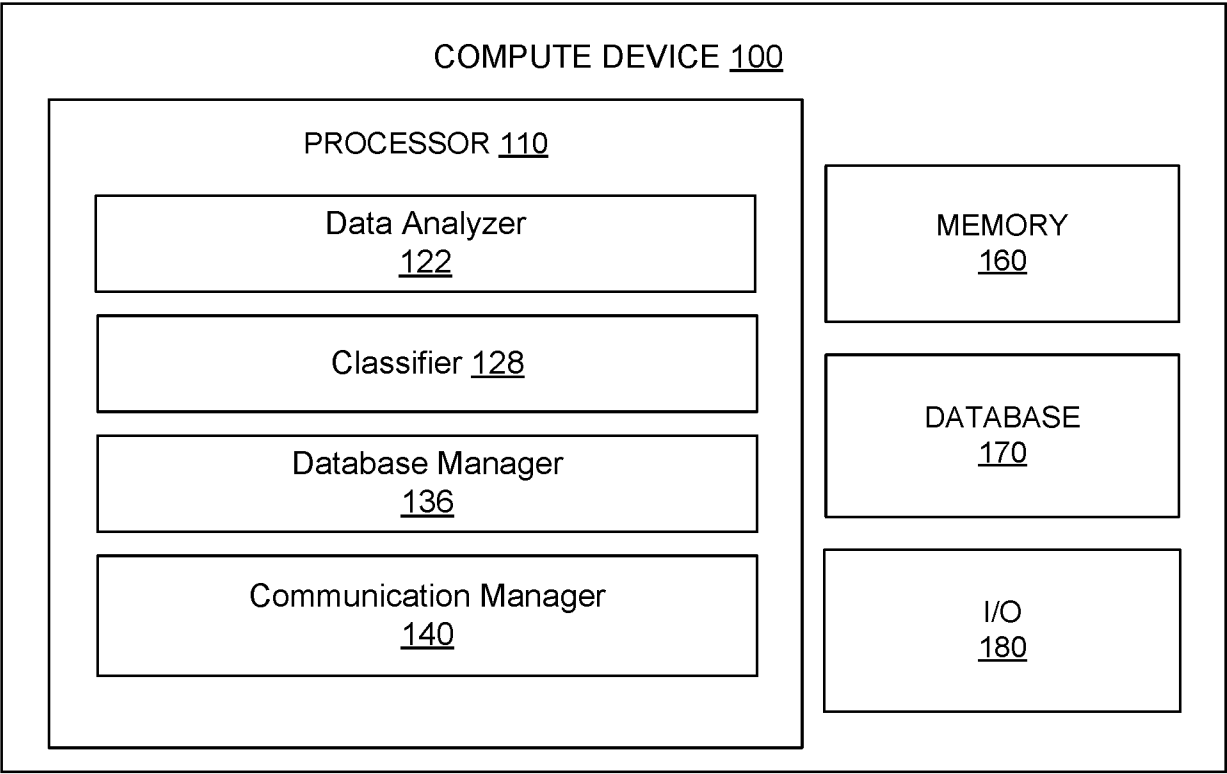 COMPUTE DEVICE 100
PROCESSOR 110
Data Analyzer
122
Classifier 128
Database Manager
136
Communication Manager
140
MEMORY
160
DATABASE
170
I/O
180